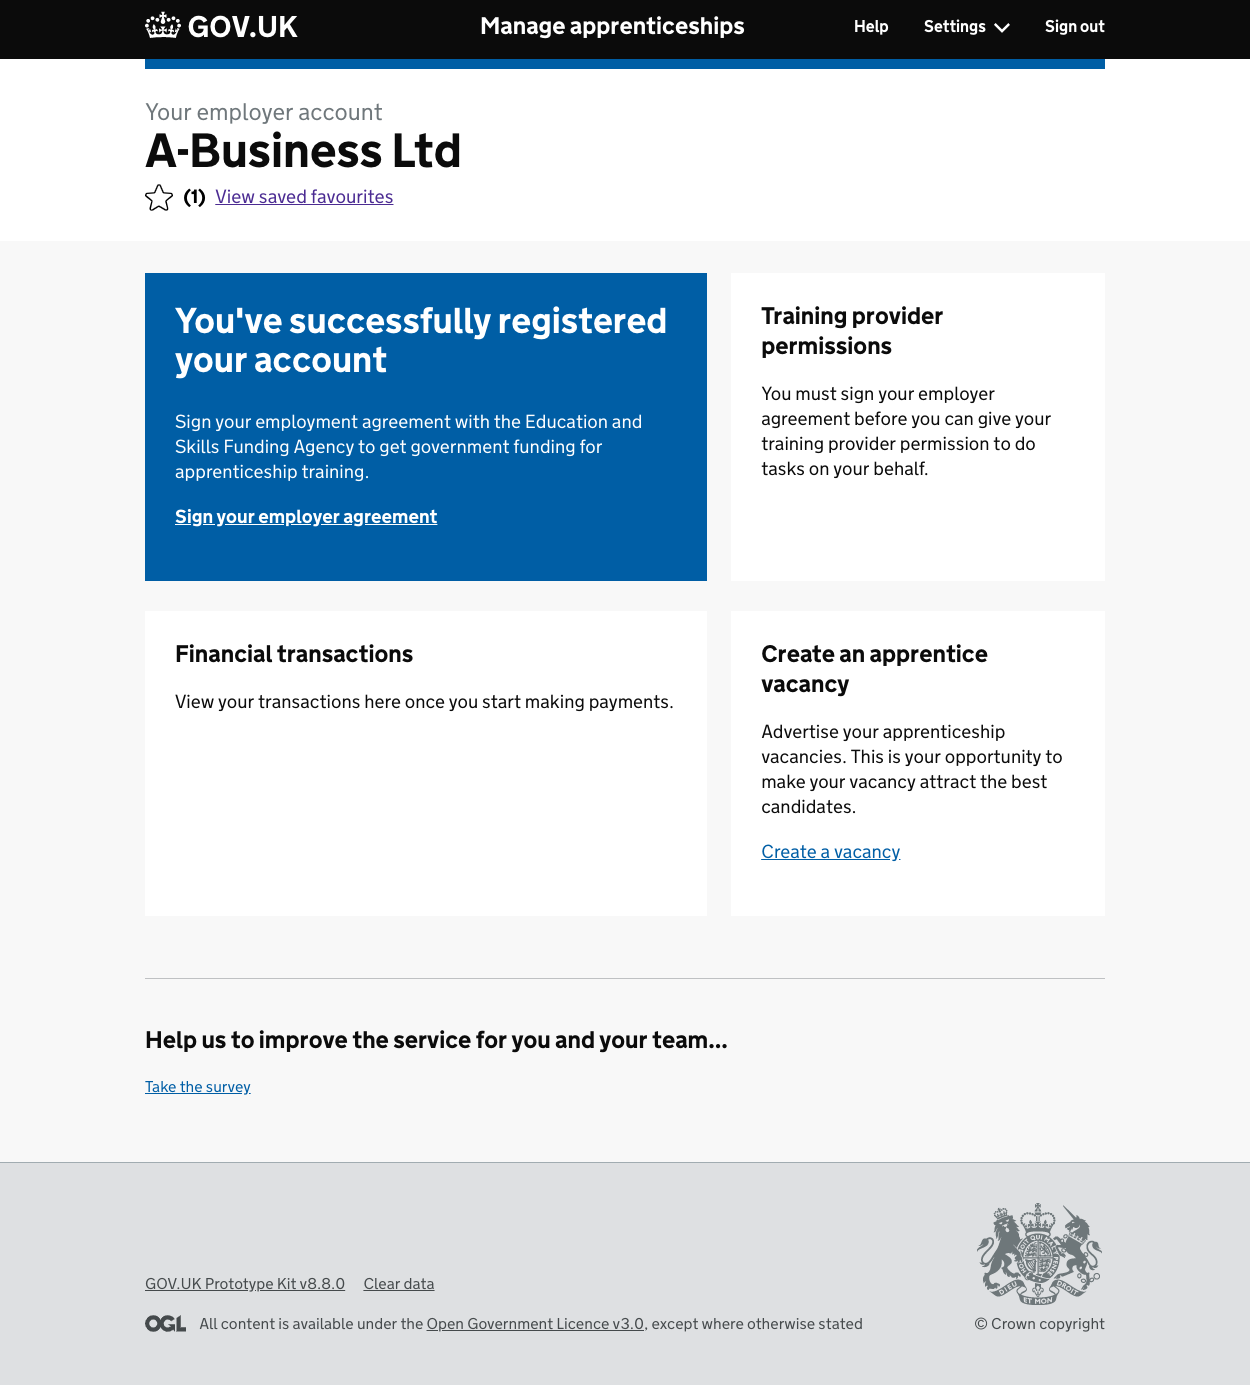 GOV.UK Manage apprenticeships Help Settings Sign out
Your employer account
A-Business Ltd
(1) View saved favourites
You've successfully registered
your account
Sign your employment agreement with the Education and
Skills Funding Agency to get government funding for
apprenticeship training.
Sign your employer agreement
Training provider
permissions
You must sign your employer
agreement before you can give your
training provider permission to do
tasks on your behalf.
Financial transactions
View your transactions here once you start making payments.
Create an apprentice
vacancy
Advertise your apprenticeship
vacancies. This is your opportunity to
make your vacancy attract the best
candidates.
Create a vacancy
Help us to improve the service for you and your team...
Take the survey
GOV.UK Prototype Kit v8.8.0 Clear data
OGL All content is available under the Open Government Licence v3.0, except where otherwise stated
DIEU ET MON DROIT
© Crown copyright